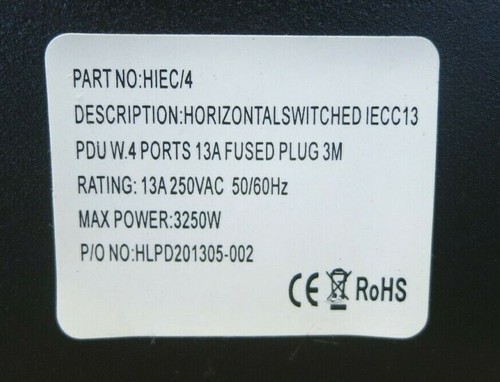 PART NO:HIEC/4
DESCRIPTION:HORIZONTALSWITCHED IECC13
PDU W.4 PORTS 13A FUSED PLUG 3M
RATING: 13A 250VAC 50/60Hz
MAX POWER:3250W
P/O NO:HLPD201305-002
CE RoHS